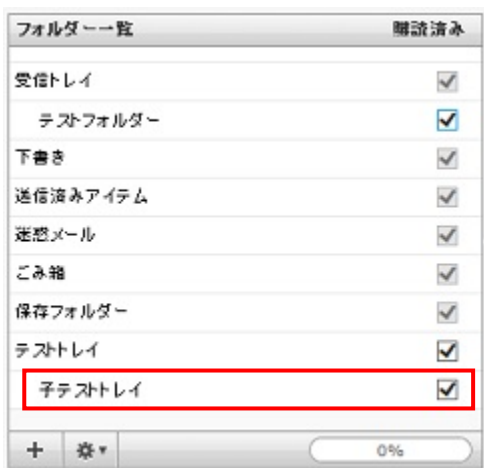 フォルダー一覧 購読済み
受信トレイ
テストフォルダー
下書き
送信済みアイテム
迷惑メール
ごみ箱
保存フォルダー
テストトレイ
子テストトレイ
+ 0%